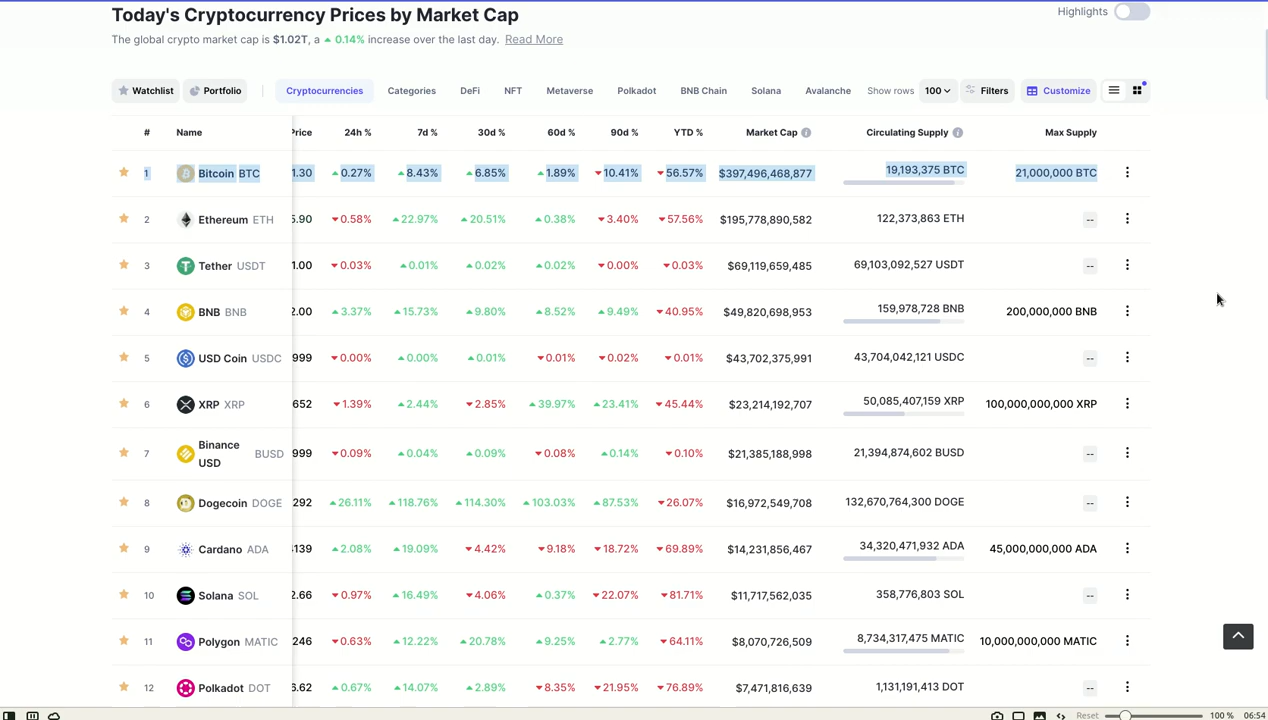 Today's Cryptocurrency Prices by Market Cap
Highlights
The global crypto market cap is $1.02T, a 0.14% increase over the last day. Read More
Watchlist Portfolio Cryptocurrencies Categories DeFi NFT Metaverse Polkadot BNB Chain Solana Avalanche Show rows 100 Filters Customize
# Name Price 24h % 7d % 30d % 60d % 90d % YTD % Market Cap Circulating Supply Max Supply
1 Bitcoin BTC 1.30 0.27% 8.43% 6.85% 1.89% 10.41% 56.57% $397,496,468,877 19,193,375 BTC 21,000,000 BTC
2 Ethereum ETH 5.90 0.58% 22.97% 20.51% 0.38% 3.40% 57.56% $195,778,890,582 122,373,863 ETH --
3 Tether USDT 1.00 0.03% 0.01% 0.02% 0.02% 0.00% 0.03% $69,119,659,485 69,103,092,527 USDT --
4 BNB BNB 2.00 3.37% 15.73% 9.80% 8.52% 9.49% 40.95% $49,820,698,953 159,978,728 BNB 200,000,000 BNB
5 USD Coin USDC 999 0.00% 0.00% 0.01% 0.01% 0.02% 0.01% $43,702,375,991 43,704,042,121 USDC --
6 XRP XRP 652 1.39% 2.44% 2.85% 39.97% 23.41% 45.44% $23,214,192,707 50,085,407,159 XRP 100,000,000,000 XRP
7 Binance USD BUSD 999 0.09% 0.04% 0.09% 0.08% 0.14% 0.10% $21,385,188,998 21,394,874,602 BUSD --
8 Dogecoin DOGE 292 26.11% 118.76% 114.30% 103.03% 87.53% 26.07% $16,972,549,708 132,670,764,300 DOGE --
9 Cardano ADA 139 2.08% 19.09% 4.42% 9.18% 18.72% 69.89% $14,231,856,467 34,320,471,932 ADA 45,000,000,000 ADA
10 Solana SOL 2.66 0.97% 16.49% 4.06% 0.37% 22.07% 81.71% $11,717,562,035 358,776,803 SOL --
11 Polygon MATIC 246 0.63% 12.22% 20.78% 9.25% 2.77% 64.11% $8,070,726,509 8,734,317,475 MATIC 10,000,000,000 MATIC
12 Polkadot DOT 6.62 0.67% 14.07% 2.89% 8.35% 21.95% 76.89% $7,471,816,639 1,131,191,413 DOT --
Reset 100 % 06:54